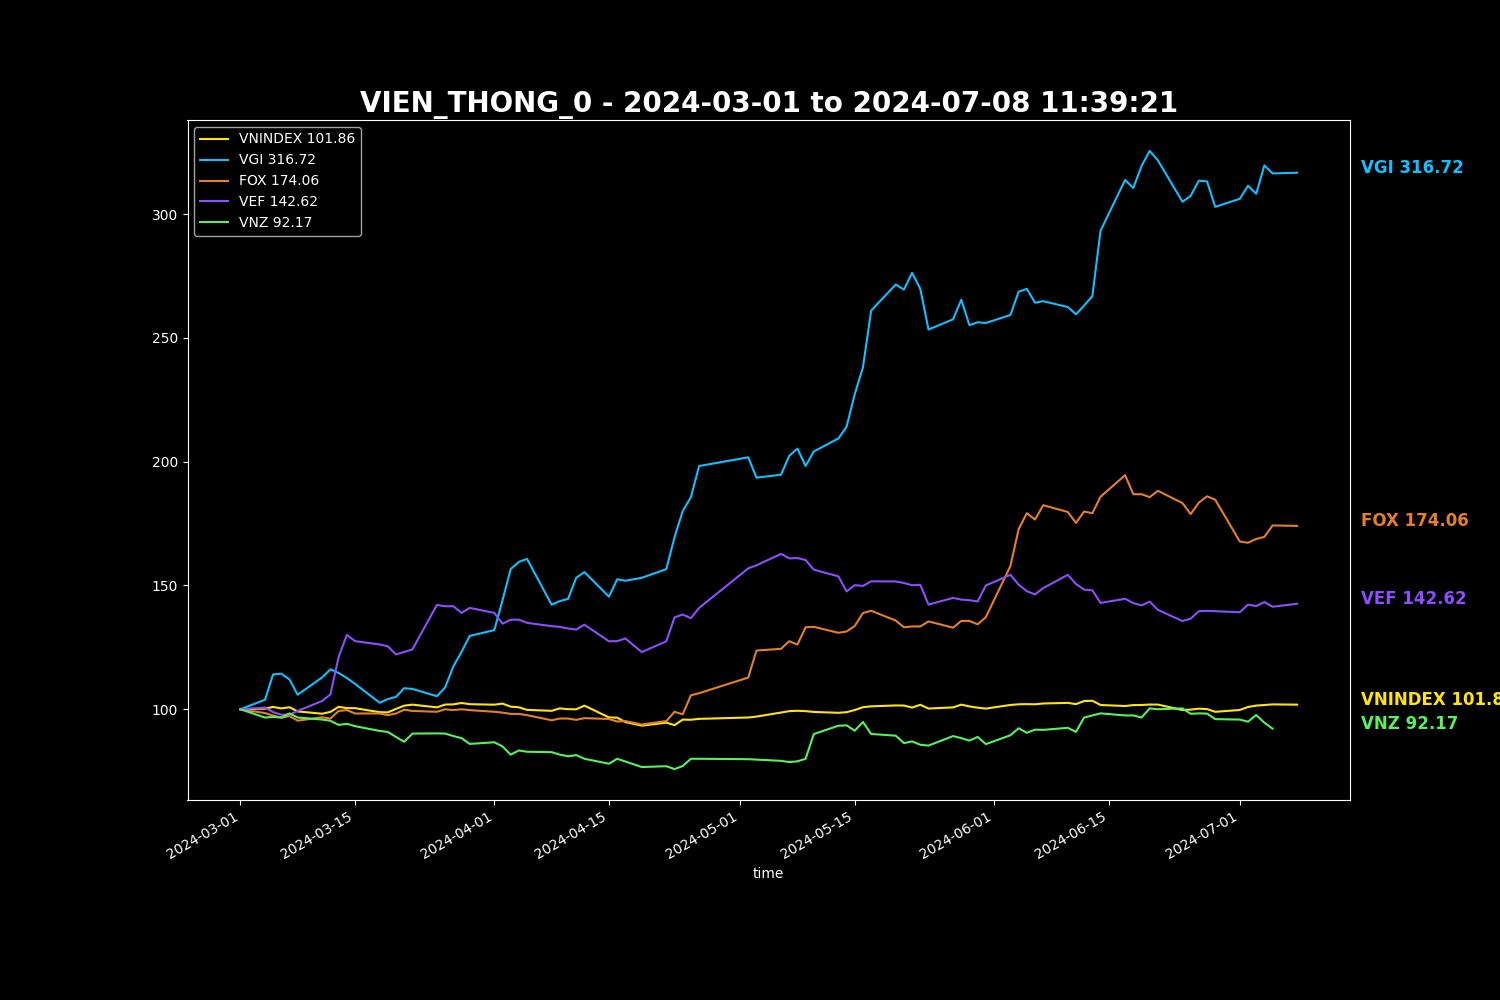 VIEN_THONG_0 - 2024-03-01 to 2024-07-08 11:39:21
VNINDEX 101.86
VGI 316.72
FOX 174.06
VEF 142.62
VNZ 92.17
300
250
200
150
100
VGI 316.72
FOX 174.06
VEF 142.62
VNINDEX 101.8
VNZ 92.17
2024-03-01
2024-03-15
2024-04-01
2024-04-15
2024-05-01
2024-05-15
2024-06-01
2024-06-15
2024-07-01
time